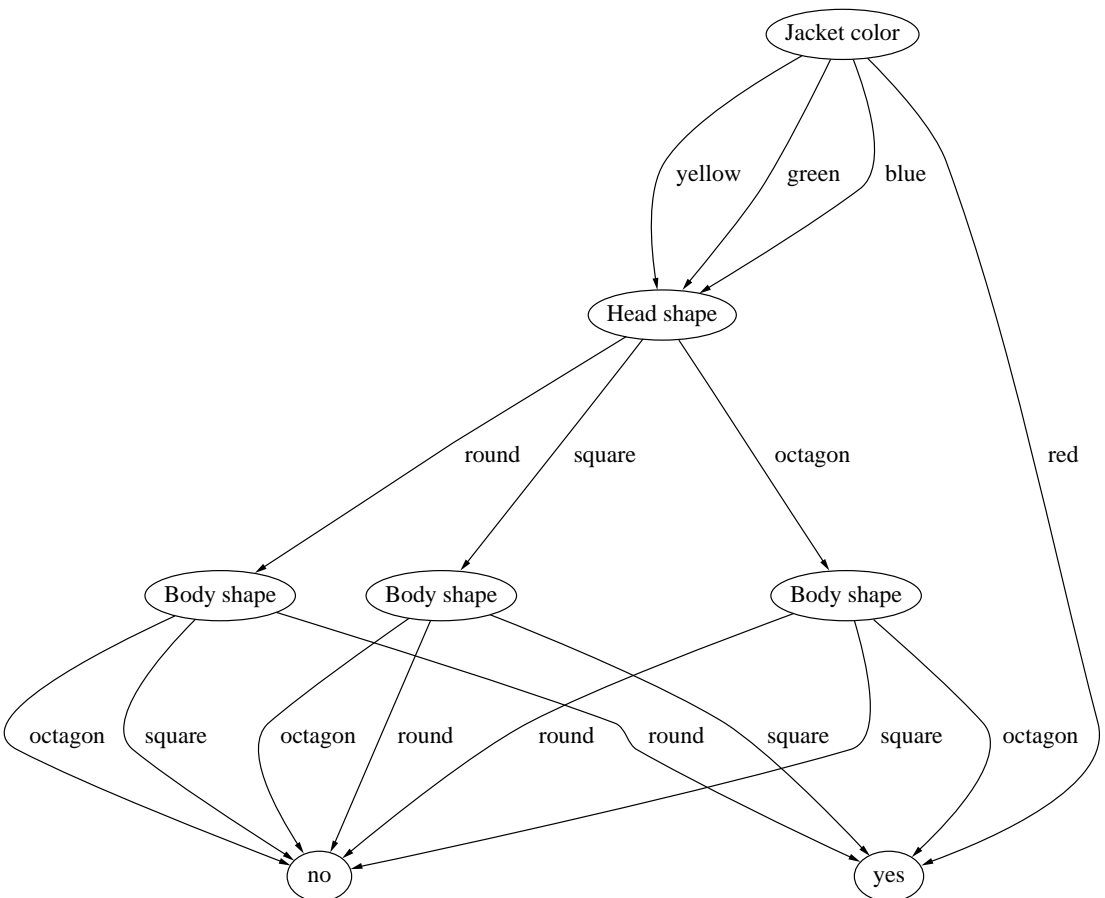 Jacket color
yellow
green
blue
Head shape
round
square
octagon
red
Body shape
Body shape
Body shape
octagon
square
octagon
round
round
round
square
square
octagon
no
yes